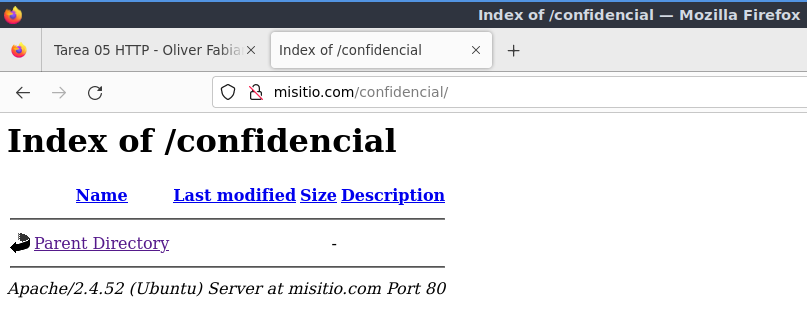 Index of /confidencial — Mozilla Firefox
Tarea 05 HTTP - Oliver Fabia
Index of /confidencial
misitio.com/confidencial/
Index of /confidencial
Name Last modified Size Description
Parent Directory -
Apache/2.4.52 (Ubuntu) Server at misitio.com Port 80